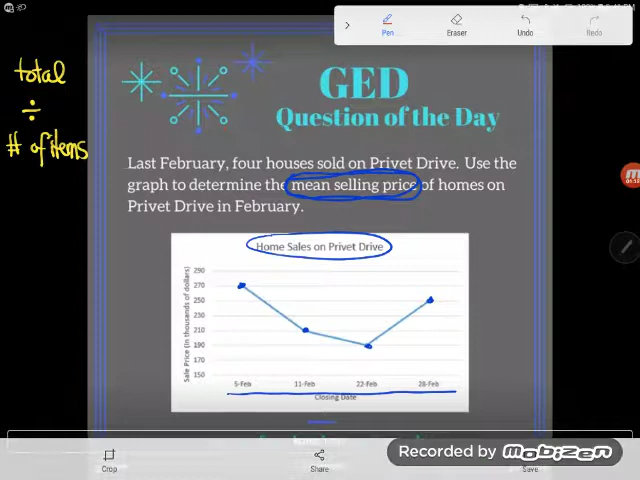 Pen
Eraser
Undo
Redo
total
÷
# of items
GED
Question of the Day
Last February, four houses sold on Privet Drive. Use the
graph to determine the mean selling price of homes on
Privet Drive in February.
Home Sales on Privet Drive
Sale Price (In thousands of dollars)
290
270
250
230
210
190
170
150
5-Feb
11-Feb
22-Feb
28-Feb
Closing Date
Crop
Share
Save
Recorded by Mobizen